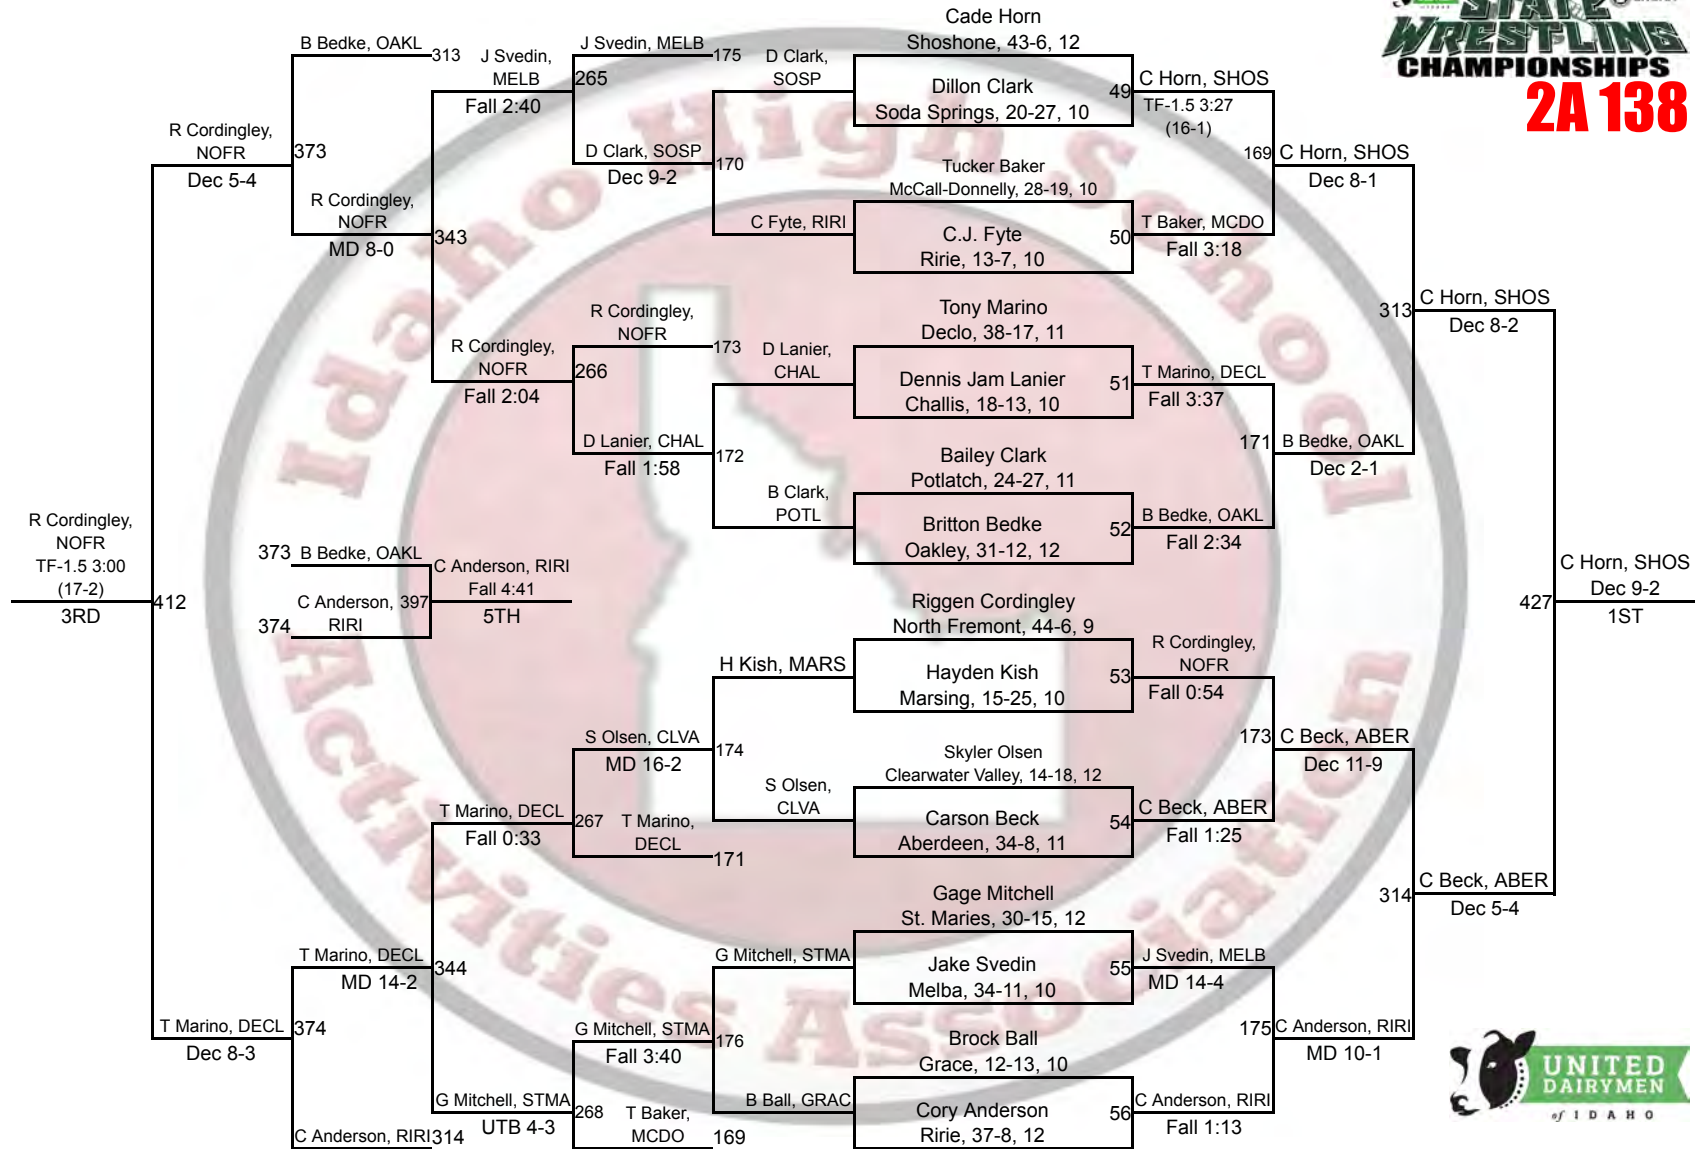 STATE
WRESTLING
CHAMPIONSHIPS
2A 138
Idaho High School
Activities Association
B Bedke, OAKL
313
R Cordingley,
NOFR
Dec 5-4
373
R Cordingley,
NOFR
MD 8-0
343
J Svedin,
MELB
Fall 2:40
265
J Svedin, MELB
175
D Clark, SOSP
Dec 9-2
170
D Clark,
SOSP
C Fyte, RIRI
R Cordingley,
NOFR
Fall 2:04
266
R Cordingley,
NOFR
173
D Lanier, CHAL
Fall 1:58
172
D Lanier,
CHAL
B Clark,
POTL
R Cordingley,
NOFR
TF-1.5 3:00
(17-2)
3RD
412
373
B Bedke, OAKL
374
C Anderson,
RIRI
397
C Anderson, RIRI
Fall 4:41
5TH
H Kish, MARS
S Olsen, CLVA
MD 16-2
174
S Olsen,
CLVA
T Marino, DECL
Fall 0:33
267
T Marino,
DECL
171
T Marino, DECL
MD 14-2
344
T Marino, DECL
Dec 8-3
374
G Mitchell, STMA
G Mitchell, STMA
Fall 3:40
176
B Ball, GRAC
G Mitchell, STMA
UTB 4-3
268
T Baker,
MCDO
169
C Anderson, RIRI
314
Cade Horn
Shoshone, 43-6, 12
Dillon Clark
Soda Springs, 20-27, 10
49
C Horn, SHOS
TF-1.5 3:27
(16-1)
Tucker Baker
McCall-Donnelly, 28-19, 10
C.J. Fyte
Ririe, 13-7, 10
50
T Baker, MCDO
Fall 3:18
169
C Horn, SHOS
Dec 8-1
Tony Marino
Declo, 38-17, 11
Dennis Jam Lanier
Challis, 18-13, 10
51
T Marino, DECL
Fall 3:37
Bailey Clark
Potlatch, 24-27, 11
Britton Bedke
Oakley, 31-12, 12
52
B Bedke, OAKL
Fall 2:34
171
B Bedke, OAKL
Dec 2-1
313
C Horn, SHOS
Dec 8-2
Riggen Cordingley
North Fremont, 44-6, 9
Hayden Kish
Marsing, 15-25, 10
53
R Cordingley,
NOFR
Fall 0:54
Skyler Olsen
Clearwater Valley, 14-18, 12
Carson Beck
Aberdeen, 34-8, 11
54
C Beck, ABER
Fall 1:25
173
C Beck, ABER
Dec 11-9
Gage Mitchell
St. Maries, 30-15, 12
Jake Svedin
Melba, 34-11, 10
55
J Svedin, MELB
MD 14-4
Brock Ball
Grace, 12-13, 10
Cory Anderson
Ririe, 37-8, 12
56
C Anderson, RIRI
Fall 1:13
175
C Anderson, RIRI
MD 10-1
314
C Beck, ABER
Dec 5-4
427
C Horn, SHOS
Dec 9-2
1ST
UNITED
DAIRYMEN
of IDAHO